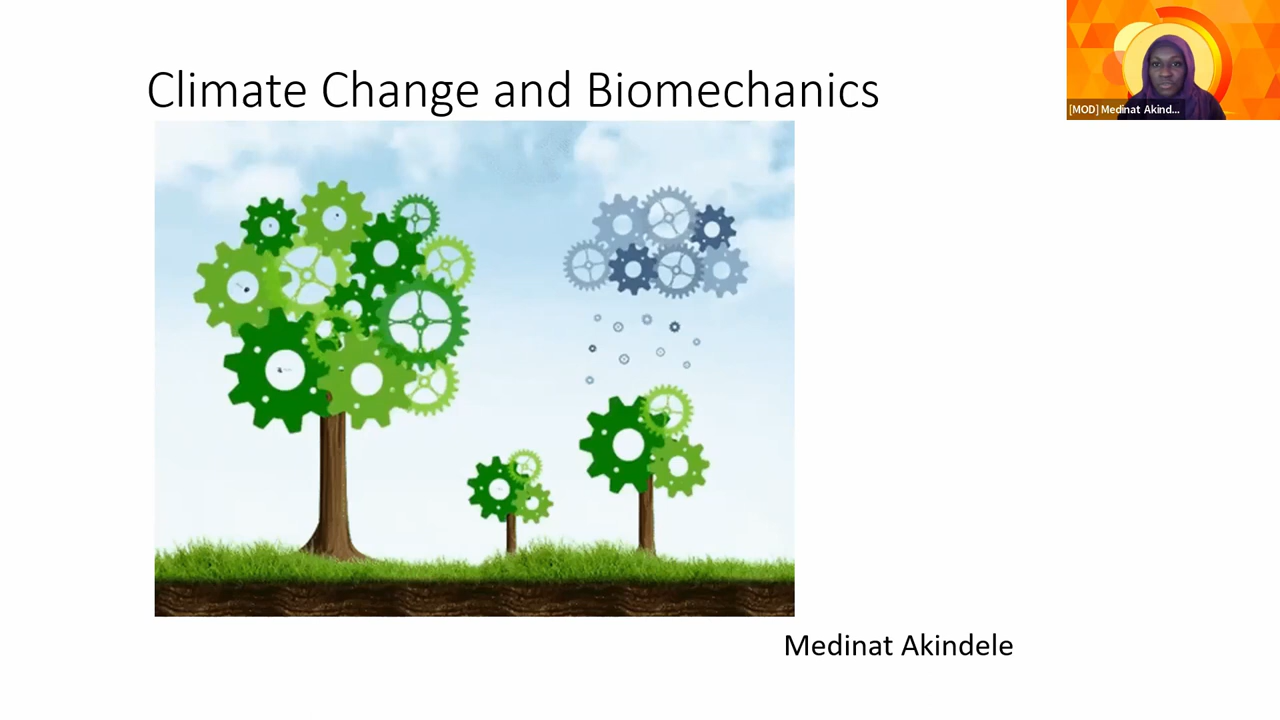 Climate Change and Biomechanics
[MOD] Medinat Akind...
Medinat Akindele